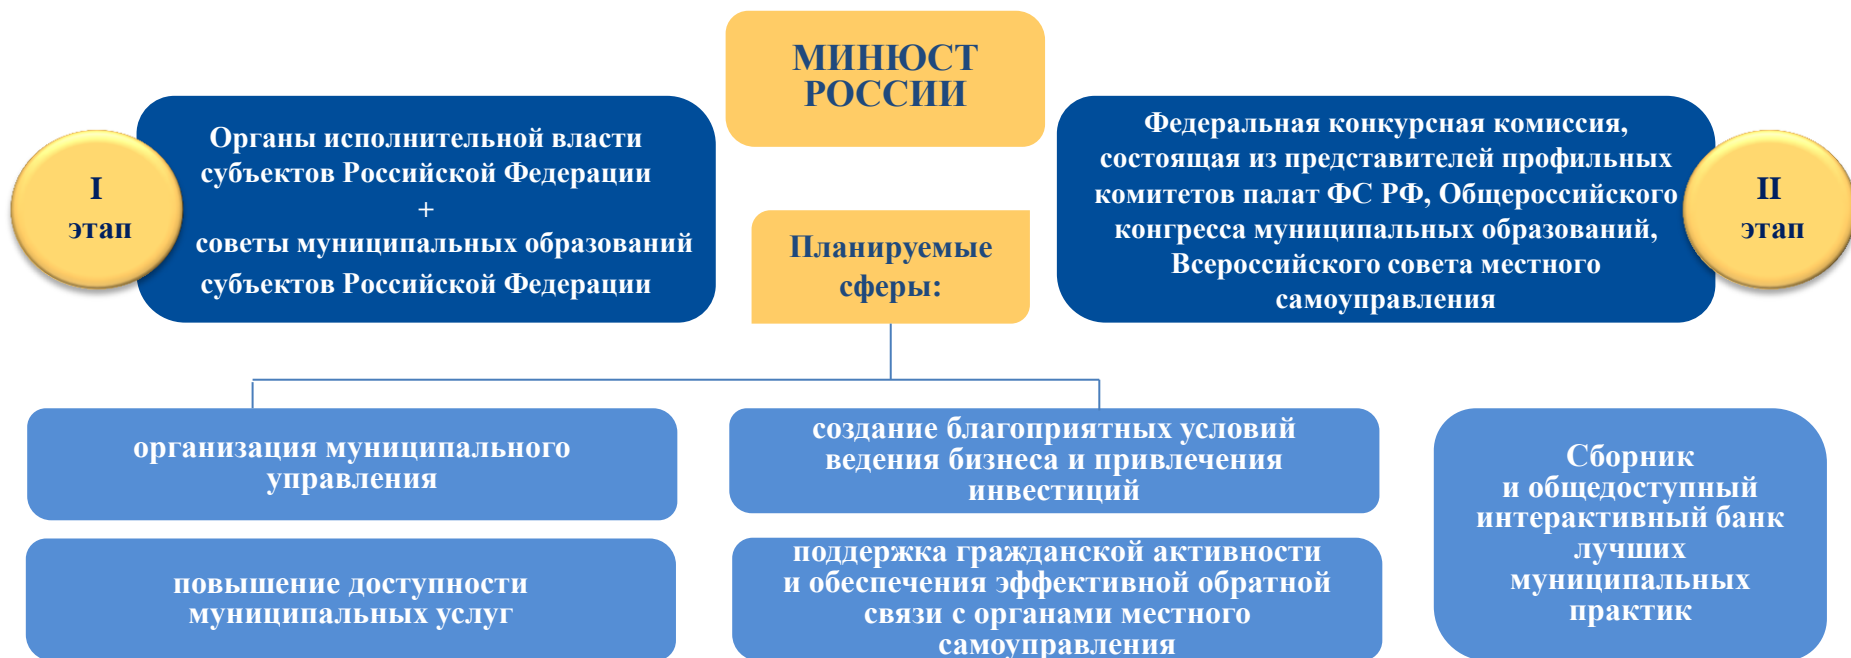 МИНЮСТ
РОССИИ
I
этап
Органы исполнительной власти
субъектов Российской Федерации
+
советы муниципальных образований
субъектов Российской Федерации
Федеральная конкурсная комиссия,
состоящая из представителей профильных
комитетов палат ФС РФ, Общероссийского
конгресса муниципальных образований,
Всероссийского совета местного
самоуправления
II
этап
Планируемые
сферы:
организация муниципального
управления
создание благоприятных условий
ведения бизнеса и привлечения
инвестиций
повышение доступности
муниципальных услуг
поддержка гражданской активности
и обеспечения эффективной обратной
связи с органами местного
самоуправления
Сборник
и общедоступный
интерактивный банк
лучших
муниципальных
практик